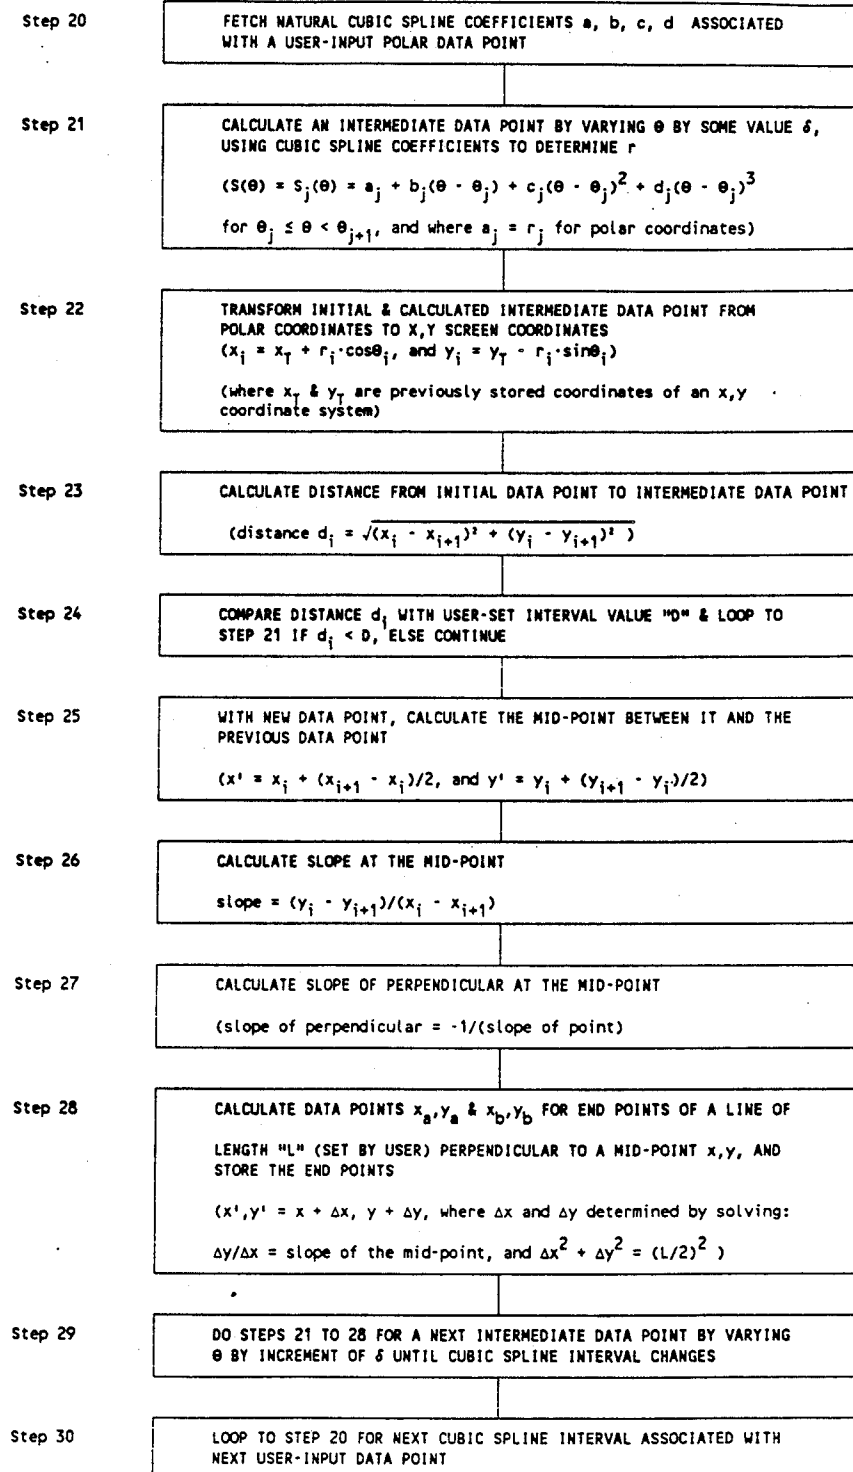 Step 20
FETCH NATURAL CUBIC SPLINE COEFFICIENTS a, b, c, d ASSOCIATED
WITH A USER-INPUT POLAR DATA POINT
Step 21
CALCULATE AN INTERMEDIATE DATA POINT BY VARYING θ BY SOME VALUE δ,
USING CUBIC SPLINE COEFFICIENTS TO DETERMINE r
(S(θ) = S_j(θ) = a_j + b_j(θ - θ_j) + c_j(θ - θ_j)^2 + d_j(θ - θ_j)^3
for θ_j ≤ θ < θ_{j+1}, and where a_j = r_j for polar coordinates)
Step 22
TRANSFORM INITIAL & CALCULATED INTERMEDIATE DATA POINT FROM
POLAR COORDINATES TO X,Y SCREEN COORDINATES
(x_i = x_T + r_i·cosθ_i, and y_i = y_T - r_i·sinθ_i)
(where x_T & y_T are previously stored coordinates of an x,y
coordinate system)
Step 23
CALCULATE DISTANCE FROM INITIAL DATA POINT TO INTERMEDIATE DATA POINT
(distance d_i = √(x_i - x_{i+1})² + (y_i - y_{i+1})² )
Step 24
COMPARE DISTANCE d_i WITH USER-SET INTERVAL VALUE "D" & LOOP TO
STEP 21 IF d_i < D, ELSE CONTINUE
Step 25
WITH NEW DATA POINT, CALCULATE THE MID-POINT BETWEEN IT AND THE
PREVIOUS DATA POINT
(x' = x_i + (x_{i+1} - x_i)/2, and y' = y_i + (y_{i+1} - y_i)/2)
Step 26
CALCULATE SLOPE AT THE MID-POINT
slope = (y_i - y_{i+1})/(x_i - x_{i+1})
Step 27
CALCULATE SLOPE OF PERPENDICULAR AT THE MID-POINT
(slope of perpendicular = -1/(slope of point)
Step 28
CALCULATE DATA POINTS x_a,y_a & x_b,y_b FOR END POINTS OF A LINE OF
LENGTH "L" (SET BY USER) PERPENDICULAR TO A MID-POINT x,y, AND
STORE THE END POINTS
(x',y' = x + Δx, y + Δy, where Δx and Δy determined by solving:
Δy/Δx = slope of the mid-point, and Δx^2 + Δy^2 = (L/2)^2 )
Step 29
DO STEPS 21 TO 28 FOR A NEXT INTERMEDIATE DATA POINT BY VARYING
θ BY INCREMENT OF δ UNTIL CUBIC SPLINE INTERVAL CHANGES
Step 30
LOOP TO STEP 20 FOR NEXT CUBIC SPLINE INTERVAL ASSOCIATED WITH
NEXT USER-INPUT DATA POINT